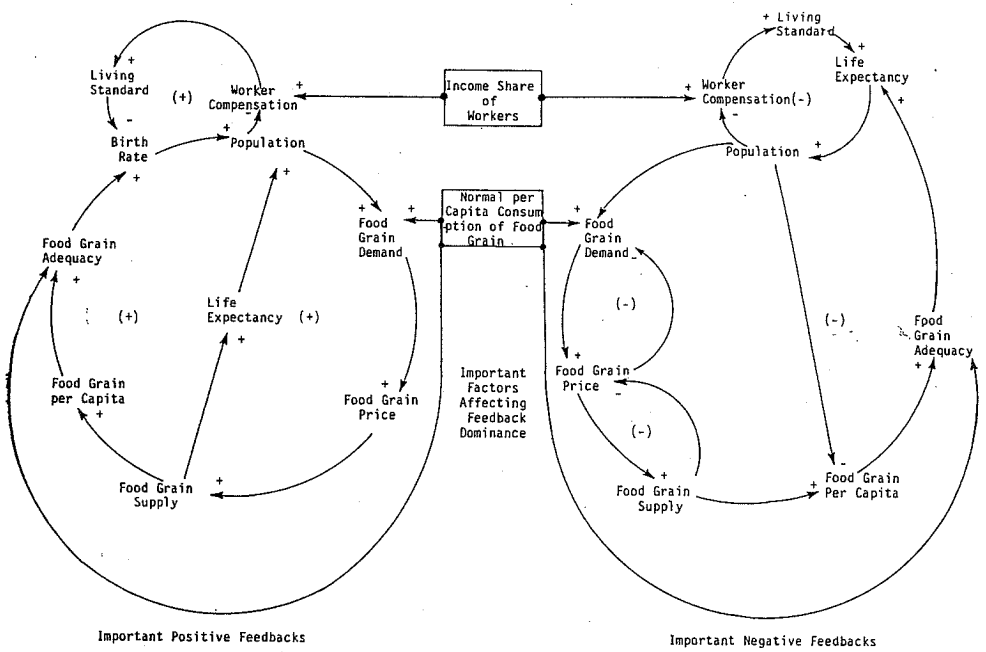 + Living
Standard
+
Living
Standard
(+)
Worker
Compensation
+
-
-
Birth
Rate
+
+
Population
+
Income Share
of
Workers
+
Worker
Compensation(-)
-
+
Life
Expectancy
+
Population
+
Normal per
Capita Consum
ption of Food
Grain
+
Food
Grain
Demand
+
+
Food
Grain
Demand
-
Food Grain
Adequacy
+
(+)
Life
Expectancy (+)
+
(-)
(-)
Food
Grain
Adequacy
+
Food Grain
per Capita
+
+
Food Grain
Price
Important
Factors
Affecting
Feedback
Dominance
+
Food Grain
Price
-
(-)
Food Grain
Supply
+
+
Food Grain
Supply
+
-
Food Grain
Per Capita
Important Positive Feedbacks
Important Negative Feedbacks